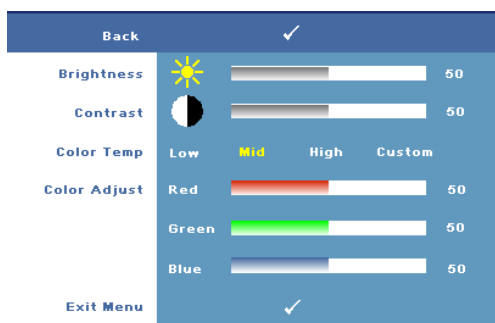 Back
Brightness 50
Contrast 50
Color Temp Low Mid High Custom
Color Adjust Red 50
Green 50
Blue 50
Exit Menu